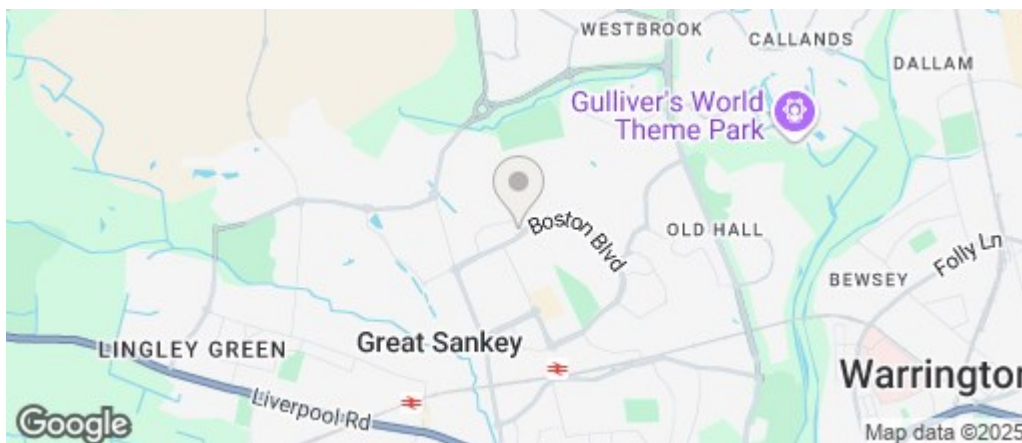 WESTBROOK
CALLANDS
DALLAM
Gulliver's World
Theme Park
Boston Blvd
OLD HALL
Folly Ln
BEWSEY
Great Sankey
LINGLEY GREEN
Warrington
Liverpool Rd
Google
Map data ©2025